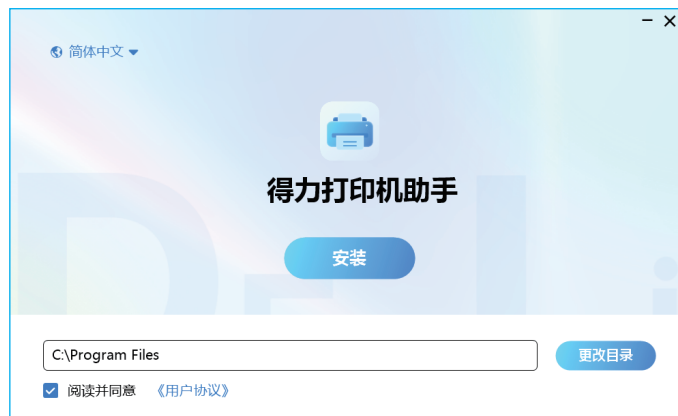 简体中文
得力打印机助手
安装
C:\Program Files
更改目录
阅读并同意 《用户协议》